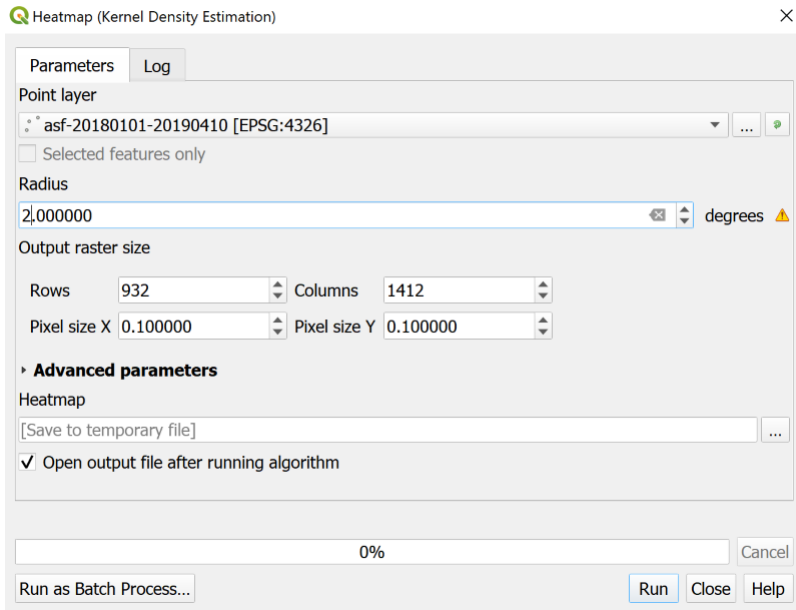 Heatmap (Kernel Density Estimation)
Parameters Log
Point layer
asf-20180101-20190410 [EPSG:4326] ...
Selected features only
Radius
2.000000 degrees
Output raster size
Rows 932 Columns 1412
Pixel size X 0.100000 Pixel size Y 0.100000
Advanced parameters
Heatmap
[Save to temporary file] ...
Open output file after running algorithm
0% Cancel
Run as Batch Process... Run Close Help